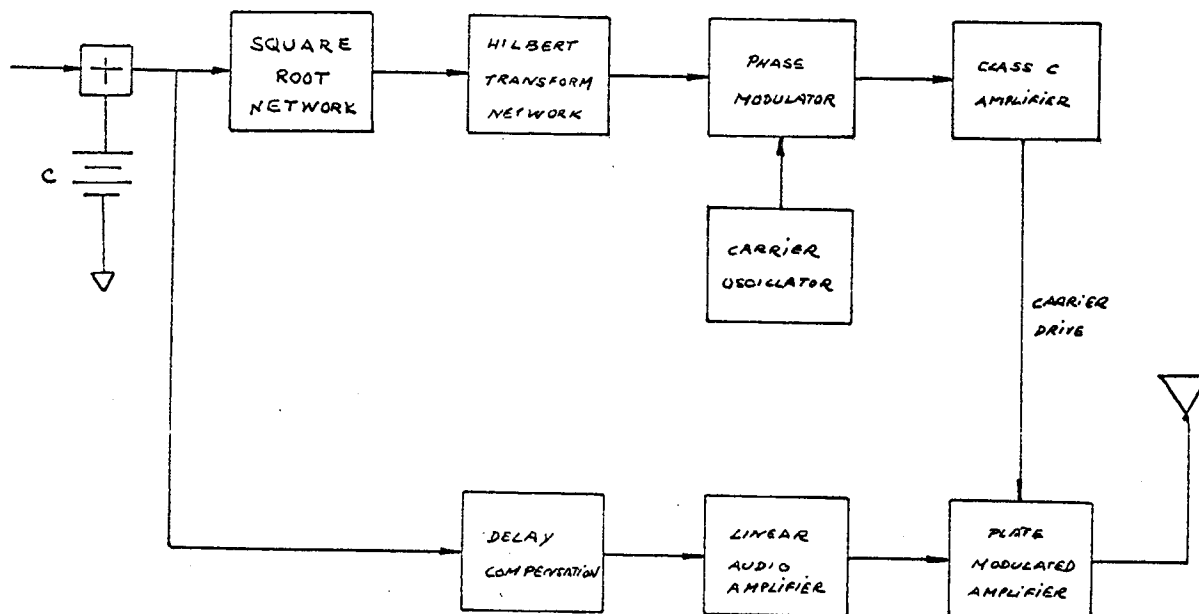 SQUARE
ROOT
NETWORK
HILBERT
TRANSFORM
NETWORK
PHASE
MODULATOR
CLASS C
AMPLIFIER
+
C
CARRIER
OSCILLATOR
CARRIER
DRIVE
DELAY
COMPENSATION
LINEAR
AUDIO
AMPLIFIER
PLATE
MODULATED
AMPLIFIER